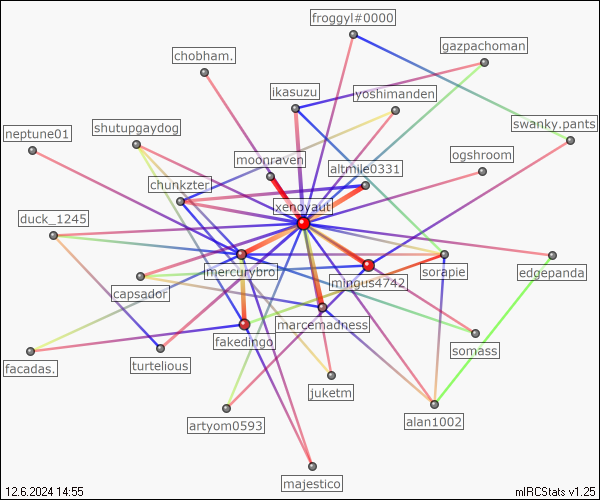 froggyl#0000
gazpachoman
chobham.
ikasuzu
yoshimanden
neptune01
shutupgaydog
swanky.pants
moonraven
altmile0331
ogshroom
chunkzter
xenoyaut
duck_1245
mercurybro
mingus4742
sorapie
edgepanda
capsador
marcemadness
fakedingo
somass
facadas.
turtelious
juketm
artyom0593
alan1002
majestico
12.6.2024 14:55
mIRCStats v1.25